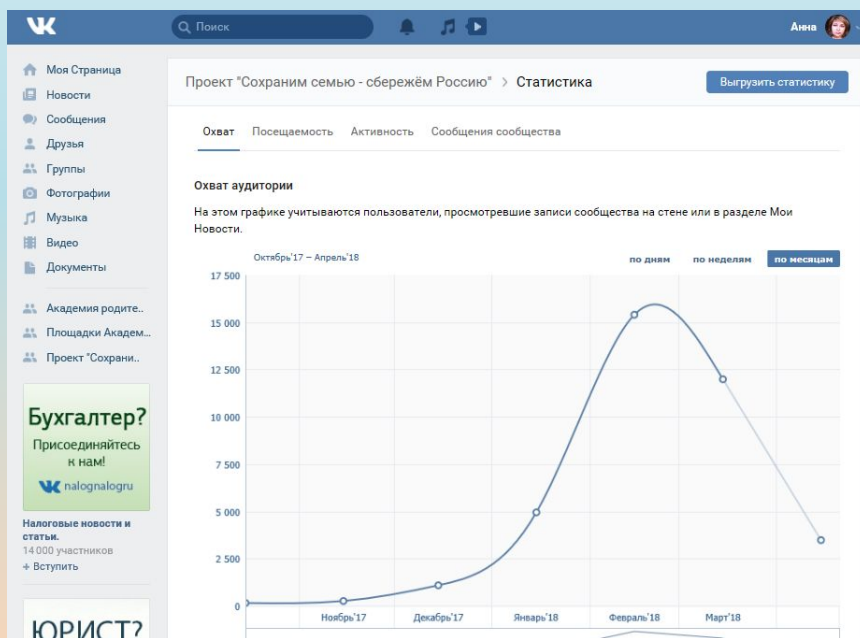 Поиск
Анна
Моя Страница
Новости
Сообщения
Друзья
Группы
Фотографии
Музыка
Видео
Документы
Академия родите..
Площадки Академ...
Проект "Сохрани..
Бухгалтер?
Присоединяйтесь
к нам!
nalognalogru
Налоговые новости и
статьи.
14 000 участников
+ Вступить
ЮРИСТ?
Проект "Сохраним семью - сбережём Россию" > Статистика
Выгрузить статистику
Охват Посещаемость Активность Сообщения сообщества
Охват аудитории
На этом графике учитываются пользователи, просмотревшие записи сообщества на стене или в разделе Мои
Новости.
Октябрь'17 – Апрель'18
по дням по неделям по месяцам
17 500
15 000
12 500
10 000
7 500
5 000
2 500
0
Ноябрь'17 Декабрь'17 Январь'18 Февраль'18 Март'18